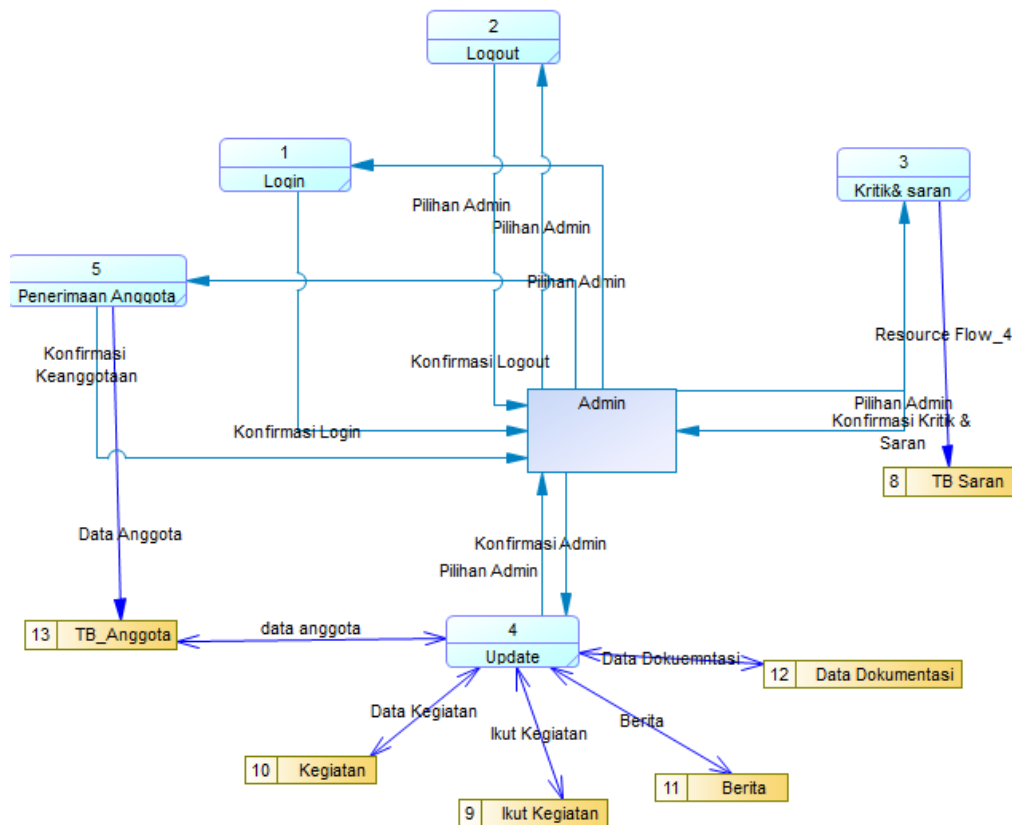 2
Logout
1
Login
3
Kritik& saran
Pilihan Admin
Pilihan Admin
5
Penerimaan Anggota
Pilihan Admin
Resource Flow_4
Konfirmasi
Keanggotaan
Konfirmasi Logout
Admin
Pilihan Admin
Konfirmasi Kritik &
Saran
Konfirmasi Login
8 TB Saran
Data Anggota
Konfirmasi Admin
Pilihan Admin
13 TB_Anggota
data anggota
4
Update
Data Dokuemntasi
12 Data Dokumentasi
Data Kegiatan
Ikut Kegiatan
Berita
10 Kegiatan
11 Berita
9 Ikut Kegiatan